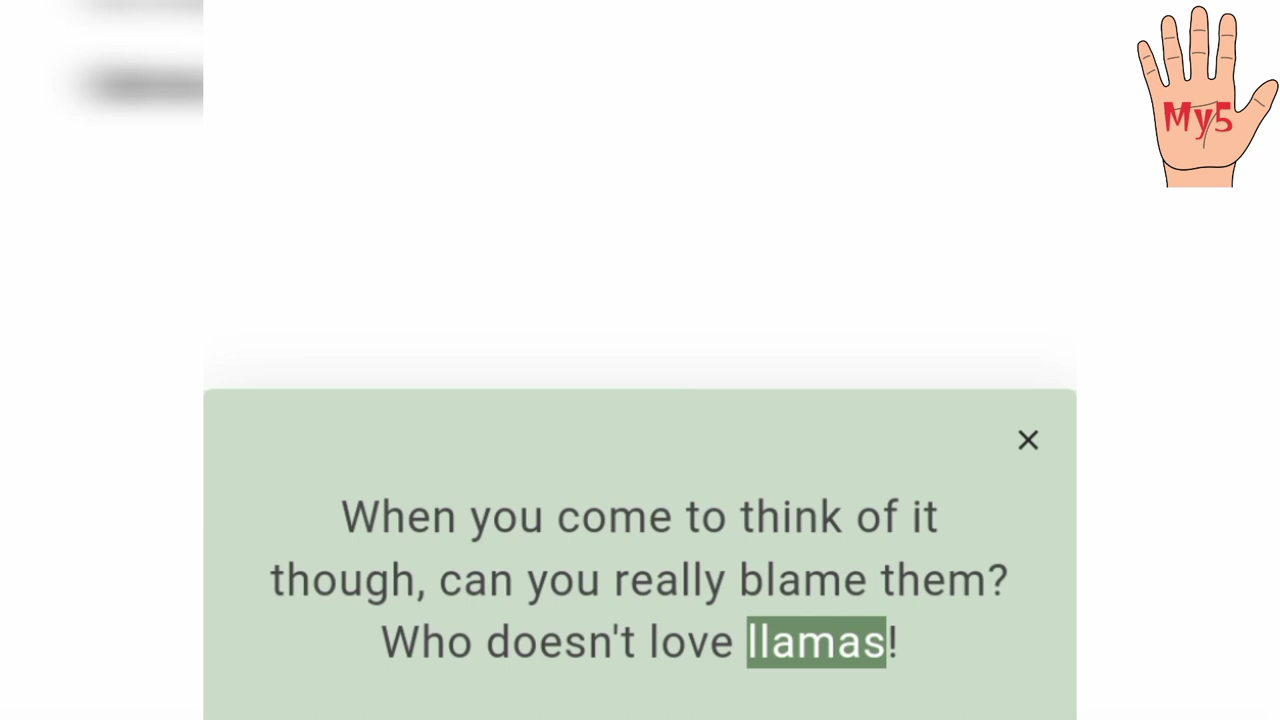 My5
×
When you come to think of it
though, can you really blame them?
Who doesn't love llamas!